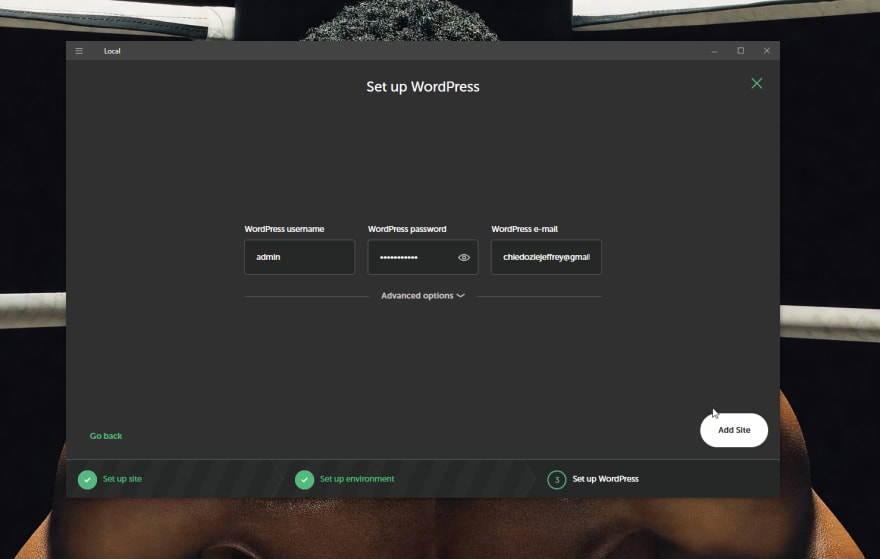 Local
Set up WordPress
WordPress username
WordPress password
WordPress e-mail
admin
•••••••••••
chiedoziejeffrey@gmail
Advanced options
Go back
Add Site
Set up site
Set up environment
3
Set up WordPress